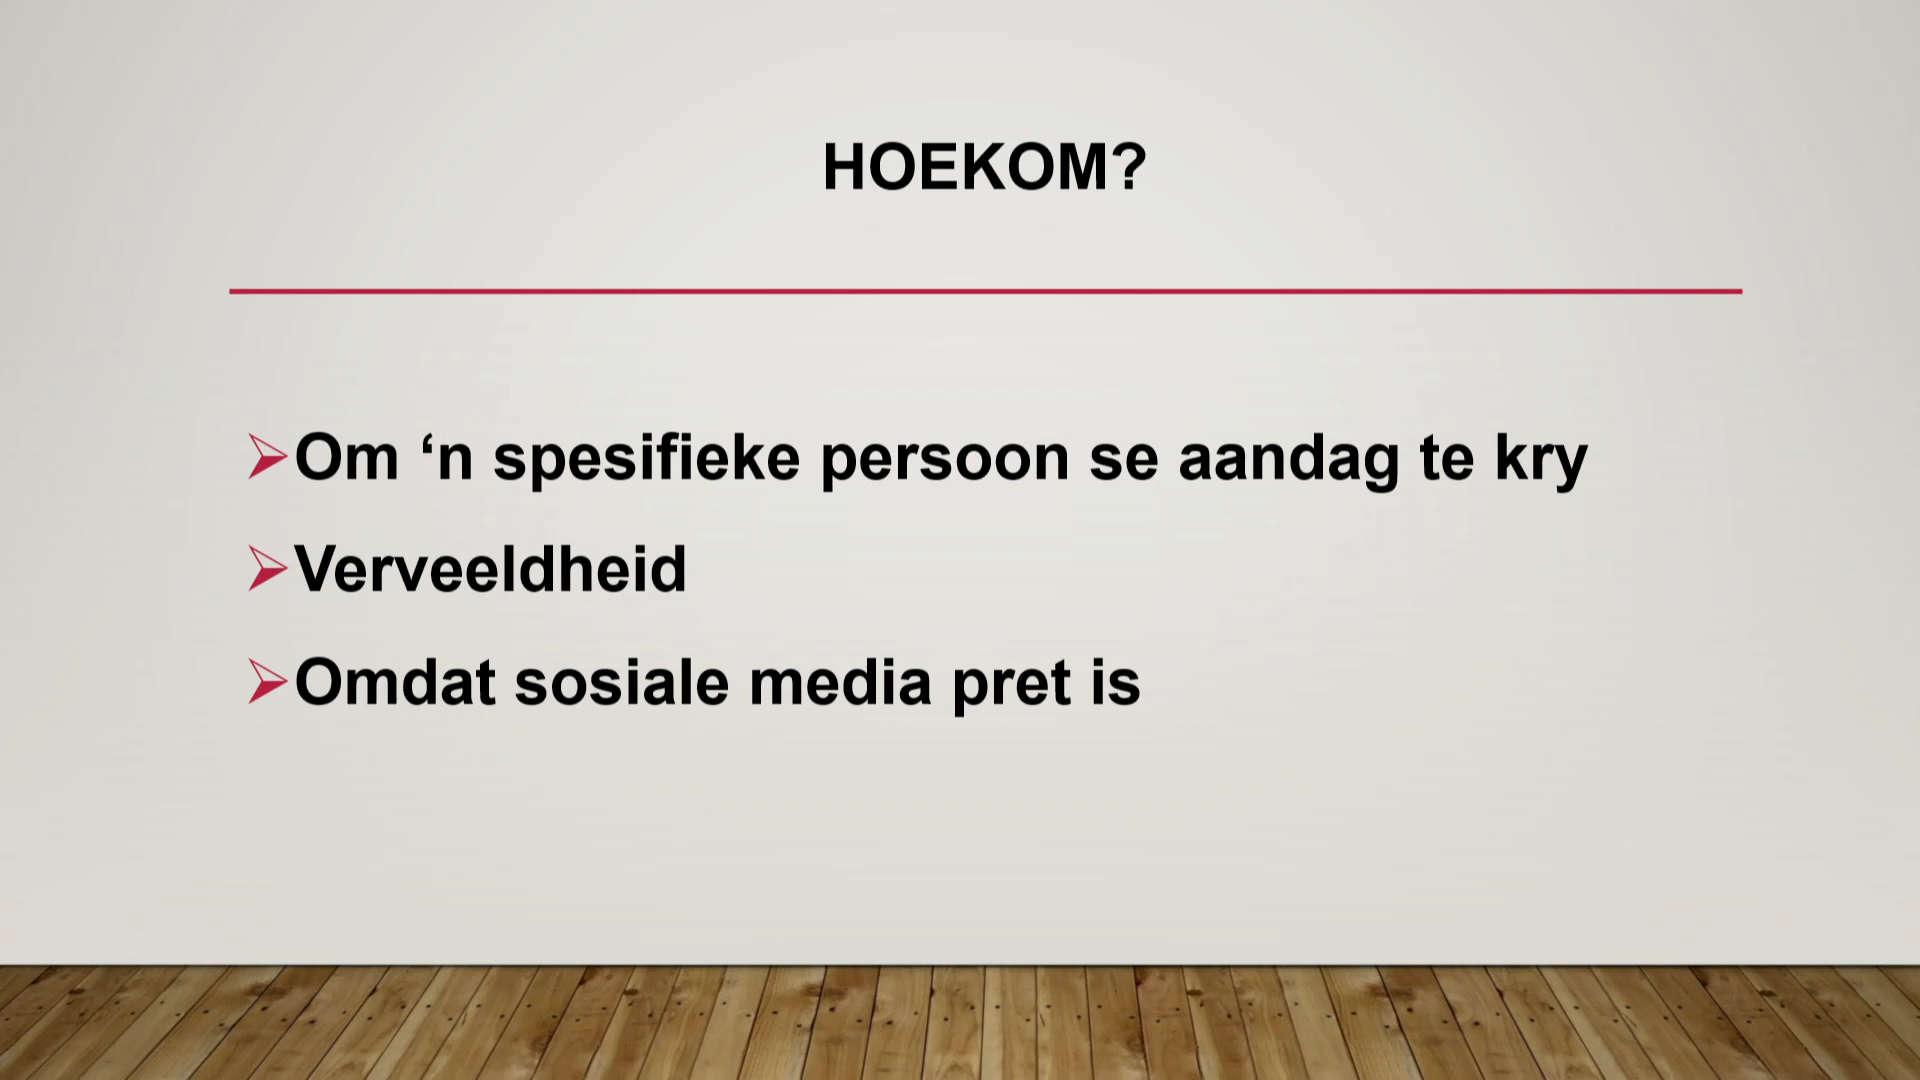 HOEKOM?
Om ‘n spesifieke persoon se aandag te kry
Verveeldheid
Omdat sosiale media pret is